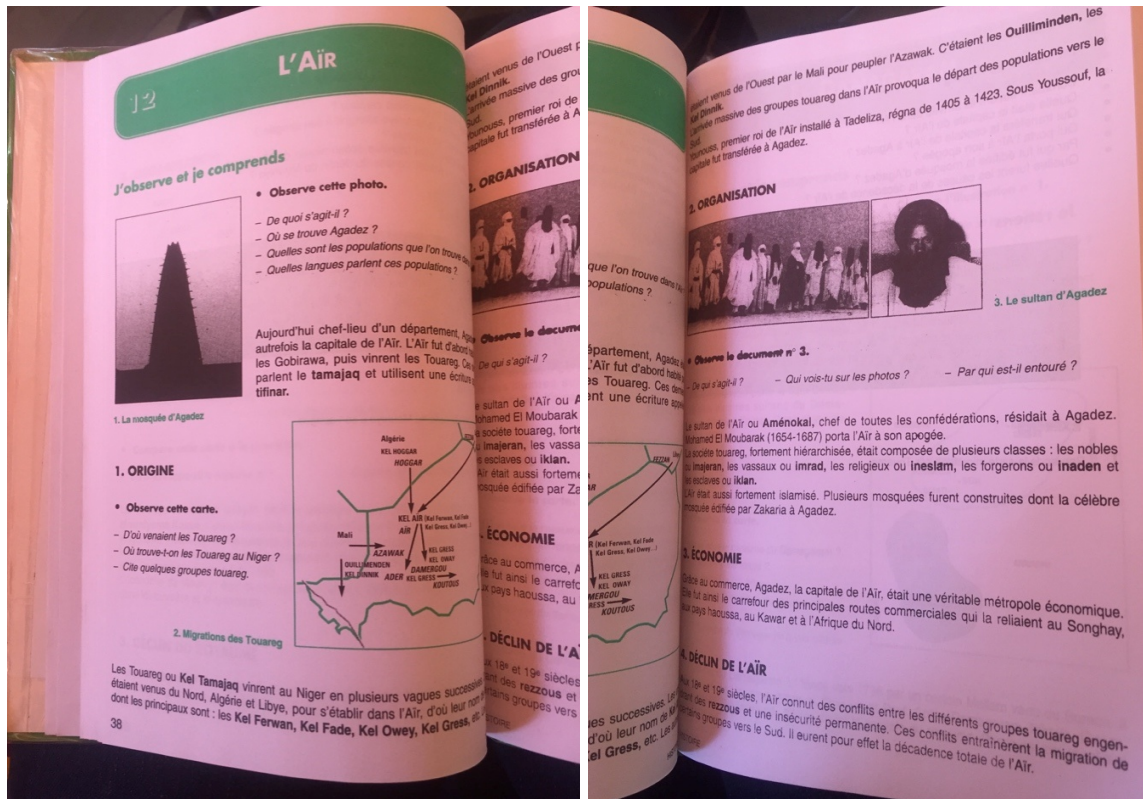 12
L'AÏR
J'observe et je comprends
• Observe cette photo.
– De quoi s'agit-il ?
– Où se trouve Agadez ?
– Quelles sont les populations que l'on trouve dans
– Quelles langues parlent ces populations ?
1. La mosquée d'Agadez
Aujourd'hui chef-lieu d'un département, Agadez
autrefois la capitale de l'Aïr. L'Aïr fut d'abord
les Gobirawa, puis vinrent les Touareg. Ces
parlent le tamajaq et utilisent une écriture
tifinar.
1. ORIGINE
• Observe cette carte.
– D'où venaient les Touareg ?
– Où trouve-t-on les Touareg au Niger ?
– Cite quelques groupes touareg.
2. Migrations des Touareg
Algérie
KEL HOGGAR
HOGGAR
KEL AÏR (Kel Ferwan, Kel Fade
Kel Gress, Kel Owey, ..)
AÏR
Mali
AZAWAK
KEL GRESS
KEL OWAY
OUILLIMENDEN
KEL DINNIK
DAMERGOU
ADER
KEL GRESS
KOUTOUS
Les Touareg ou Kel Tamajaq vinrent au Niger en plusieurs vagues successives
étaient venus du Nord, Algérie et Libye, pour s'établir dans l'Aïr, d'où leur nom
dont les principaux sont : les Kel Ferwan, Kel Fade, Kel Owey, Kel Gress, etc.
38
étaient venus de l'Ouest par le Mali pour peupler l'Azawak. C'étaient les Ouilliminden, les
Kel Dinnik.
L'arrivée massive des groupes touareg dans l'Aïr provoqua le départ des populations vers le
Sud.
Younouss, premier roi de l'Aïr installé à Tadeliza, régna de 1405 à 1423. Sous Youssouf, la
capitale fut transférée à Agadez.
2. ORGANISATION
3. Le sultan d'Agadez
• Observe le document n° 3.
– De qui s'agit-il ?
– Qui vois-tu sur les photos ?
– Par qui est-il entouré ?
Le sultan de l'Aïr ou Aménokal, chef de toutes les confédérations, résidait à Agadez.
Mohamed El Moubarak (1654-1687) porta l'Aïr à son apogée.
La société touareg, fortement hiérarchisée, était composée de plusieurs classes : les nobles
ou imajeran, les vassaux ou imrad, les religieux ou ineslam, les forgerons ou inaden et
les esclaves ou iklan.
L'Aïr était aussi fortement islamisé. Plusieurs mosquées furent construites dont la célèbre
mosquée édifiée par Zakaria à Agadez.
FEZZAN
3. ÉCONOMIE
Grâce au commerce, Agadez, la capitale de l'Aïr, était une véritable métropole économique.
Elle fut ainsi le carrefour des principales routes commerciales qui la reliaient au Songhay,
aux pays haoussa, au Kawar et à l'Afrique du Nord.
4. DÉCLIN DE L'AÏR
Aux 18e et 19e siècles, l'Aïr connut des conflits entre les différents groupes touareg engen-
drant des rezzous et une insécurité permanente. Ces conflits entraînèrent la migration de
certains groupes vers le Sud. Il eurent pour effet la décadence totale de l'Aïr.